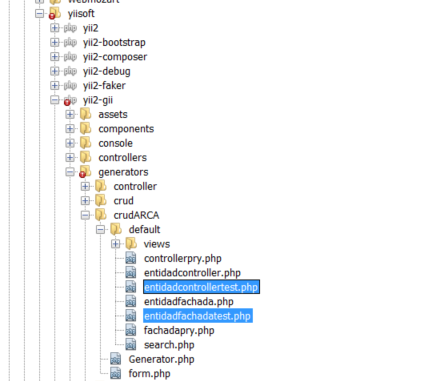 webmozart
yiisoft
yii2
yii2-bootstrap
yii2-composer
yii2-debug
yii2-faker
yii2-gii
assets
components
console
controllers
generators
controller
crud
crudARCA
default
views
controllerpry.php
entidadcontroller.php
entidadcontrollertest.php
entidadfachada.php
entidadfachadatest.php
fachadapry.php
search.php
Generator.php
form.php